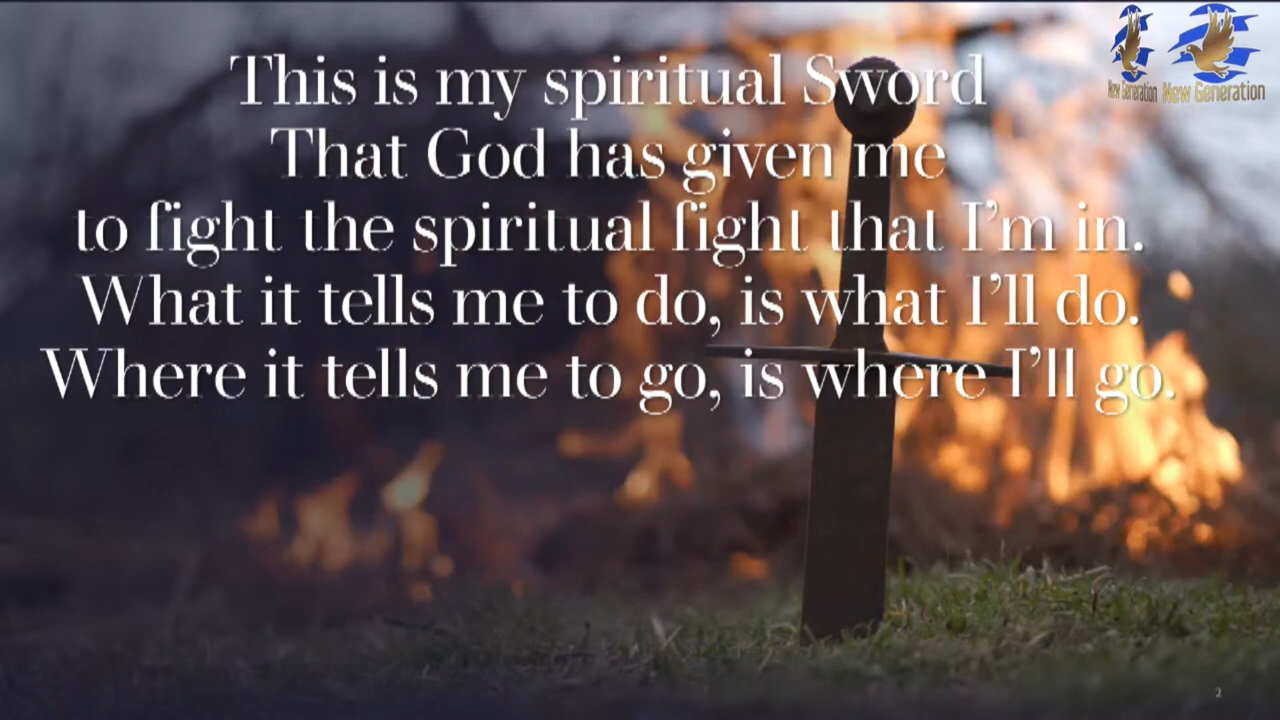 This is my spiritual Sword
That God has given me
to fight the spiritual fight that I'm in.
What it tells me to do, is what I'll do.
Where it tells me to go, is where I'll go.
New Generation
New Generation
2